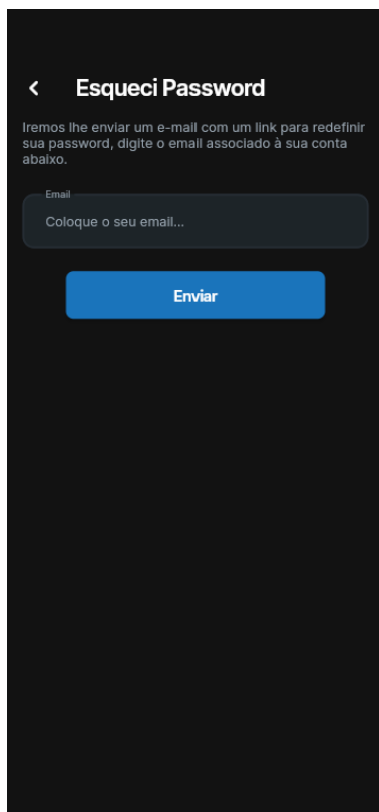 Esqueci Password
Iremos lhe enviar um e-mail com um link para redefinir
sua password, digite o email associado à sua conta
abaixo.
Email
Coloque o seu email...
Enviar